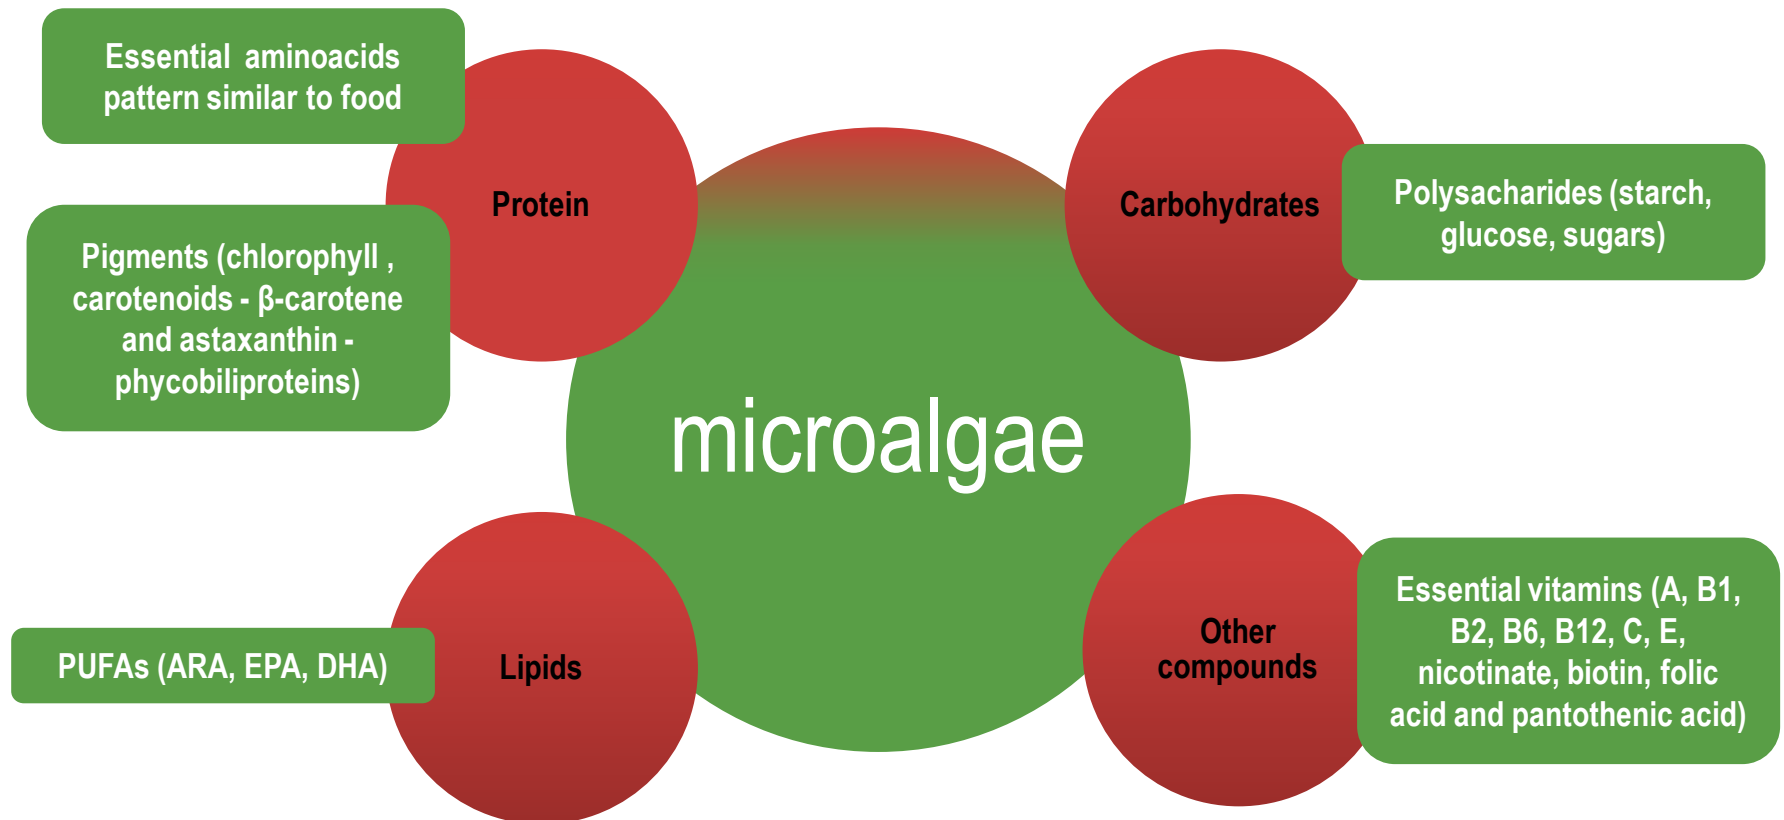 Essential aminoacids
pattern similar to food
Protein
Pigments (chlorophyll ,
carotenoids - β-carotene
and astaxanthin -
phycobiliproteins)
Carbohydrates
Polysacharides (starch,
glucose, sugars)
microalgae
PUFAs (ARA, EPA, DHA)
Lipids
Other
compounds
Essential vitamins (A, B1,
B2, B6, B12, C, E,
nicotinate, biotin, folic
acid and pantothenic acid)